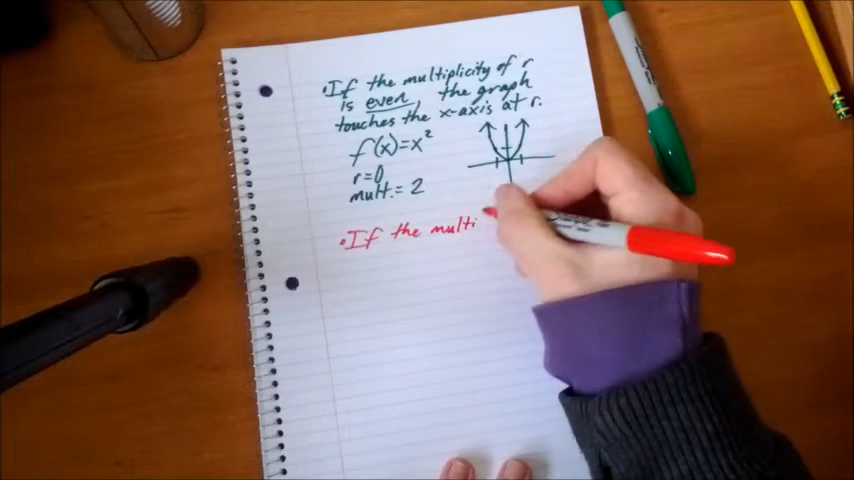 •If the multiplicity of r
is even, the graph
touches the x-axis at r.
f(x)=x²
r=0
mult.= 2
•If the multi